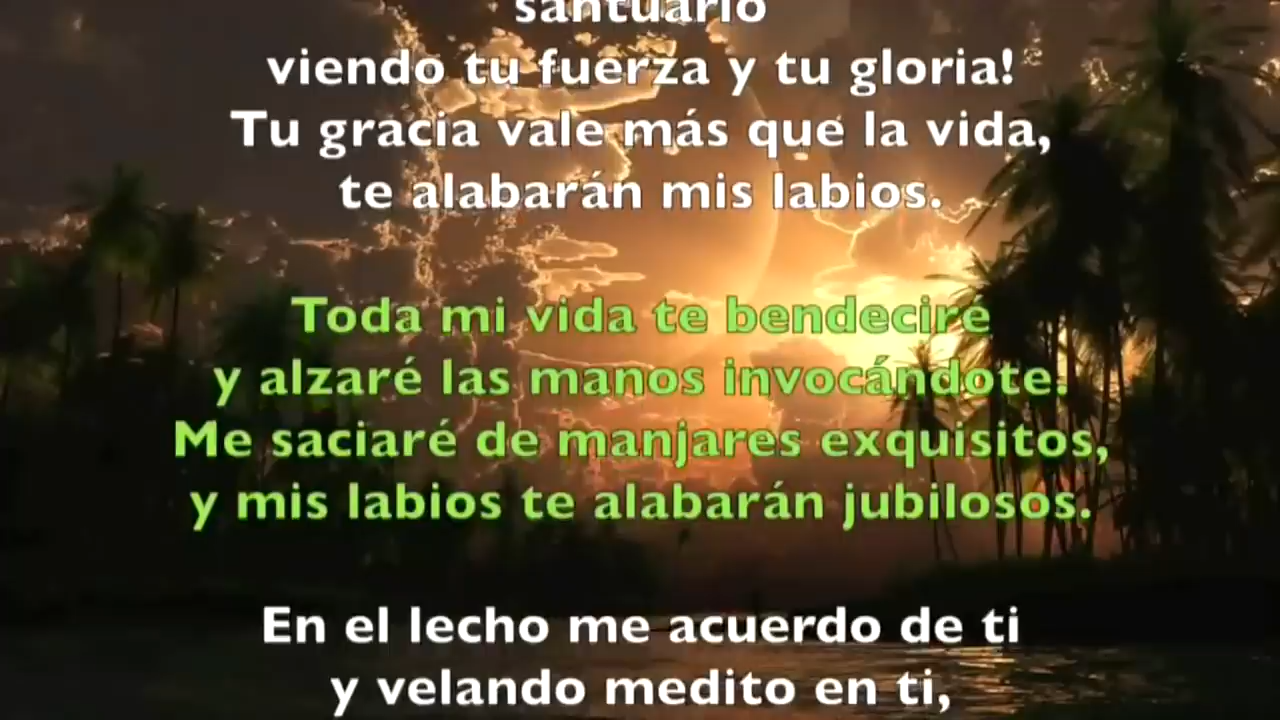 santuario
viendo tu fuerza y tu gloria!
Tu gracia vale más que la vida,
te alabarán mis labios.
Toda mi vida te bendeciré
y alzaré las manos invocándote.
Me saciaré de manjares exquisitos,
y mis labios te alabarán jubilosos.
En el lecho me acuerdo de ti
y velando medito en ti,